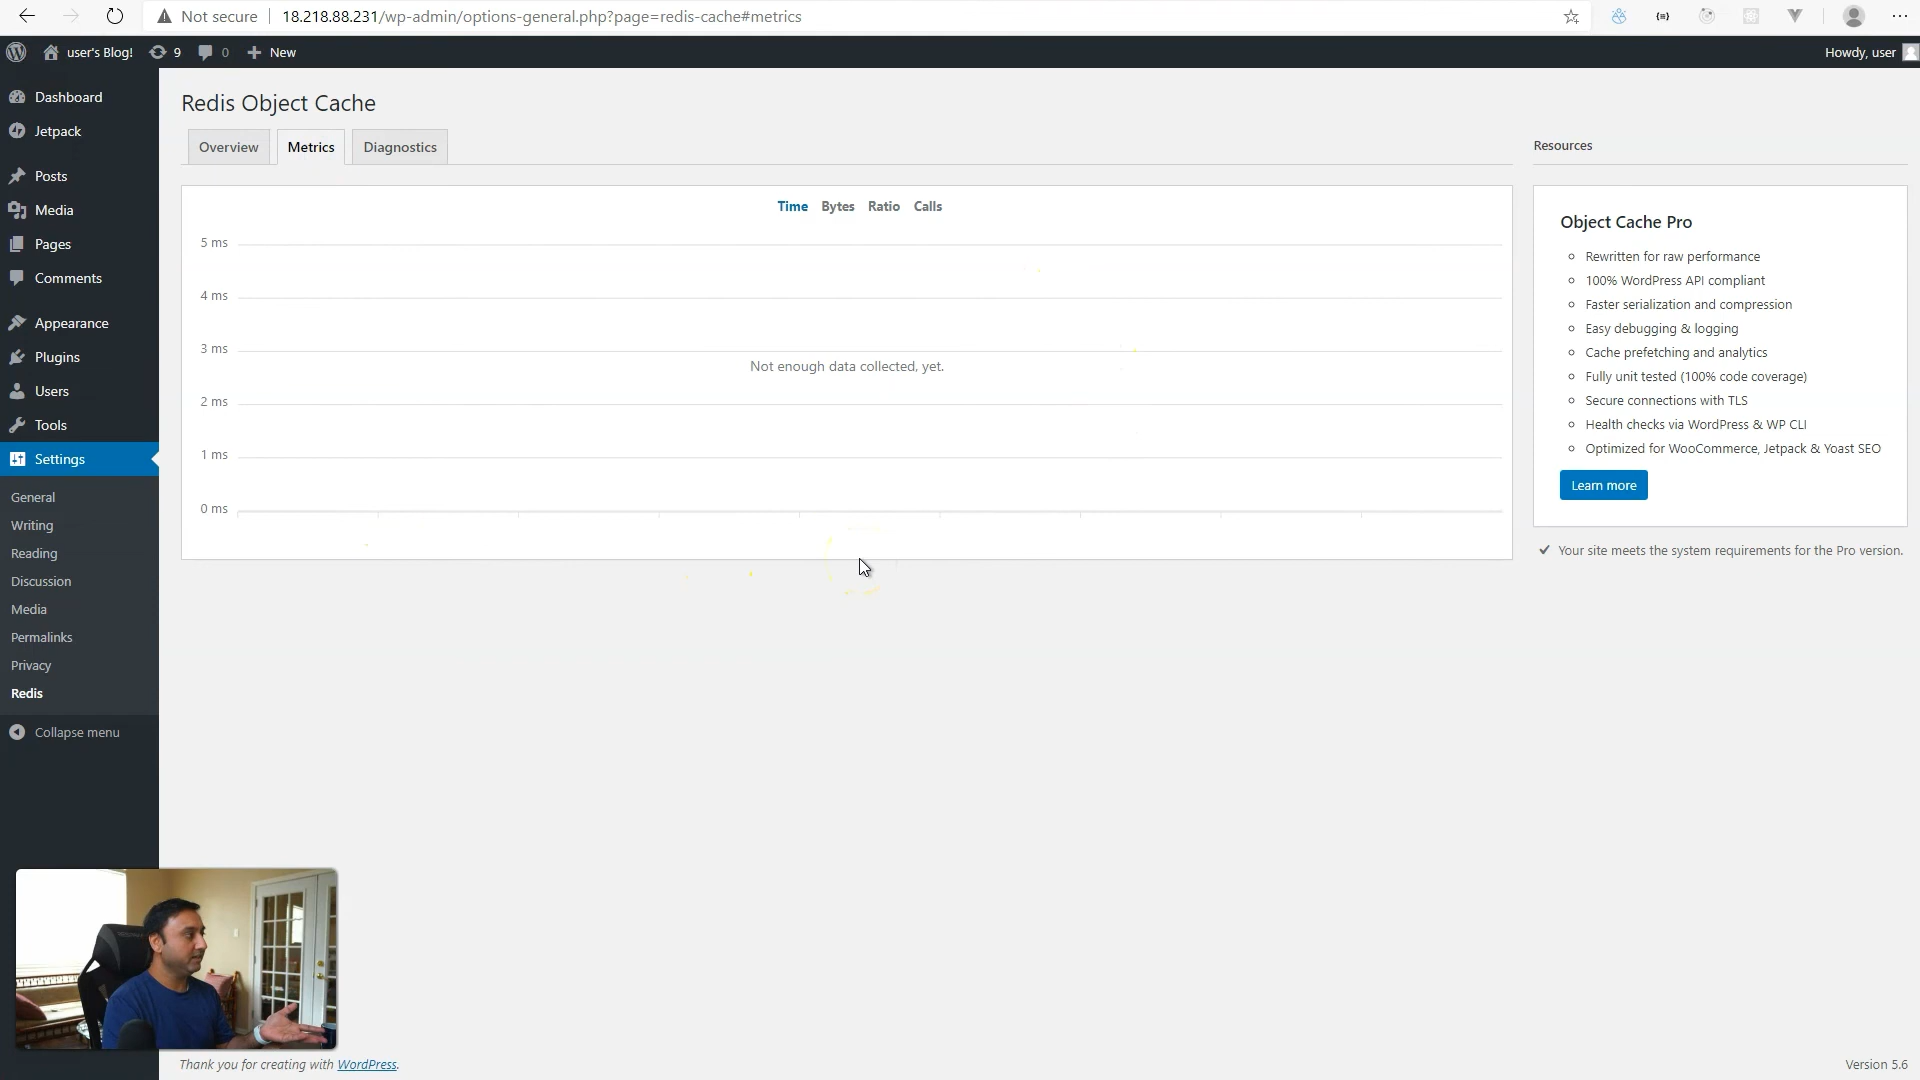 Not secure
18.218.88.231/wp-admin/options-general.php?page=redis-cache#metrics
user's Blog!
9
0
New
Howdy, user
Dashboard
Jetpack
Posts
Media
Pages
Comments
Appearance
Plugins
Users
Tools
Settings
General
Writing
Reading
Discussion
Media
Permalinks
Privacy
Redis
Collapse menu
Redis Object Cache
Overview
Metrics
Diagnostics
Time Bytes Ratio Calls
5 ms
4 ms
3 ms
Not enough data collected, yet.
2 ms
1 ms
0 ms
Resources
Object Cache Pro
Rewritten for raw performance
100% WordPress API compliant
Faster serialization and compression
Easy debugging & logging
Cache prefetching and analytics
Fully unit tested (100% code coverage)
Secure connections with TLS
Health checks via WordPress & WP CLI
Optimized for WooCommerce, Jetpack & Yoast SEO
Learn more
Your site meets the system requirements for the Pro version.
Thank you for creating with WordPress.
Version 5.6